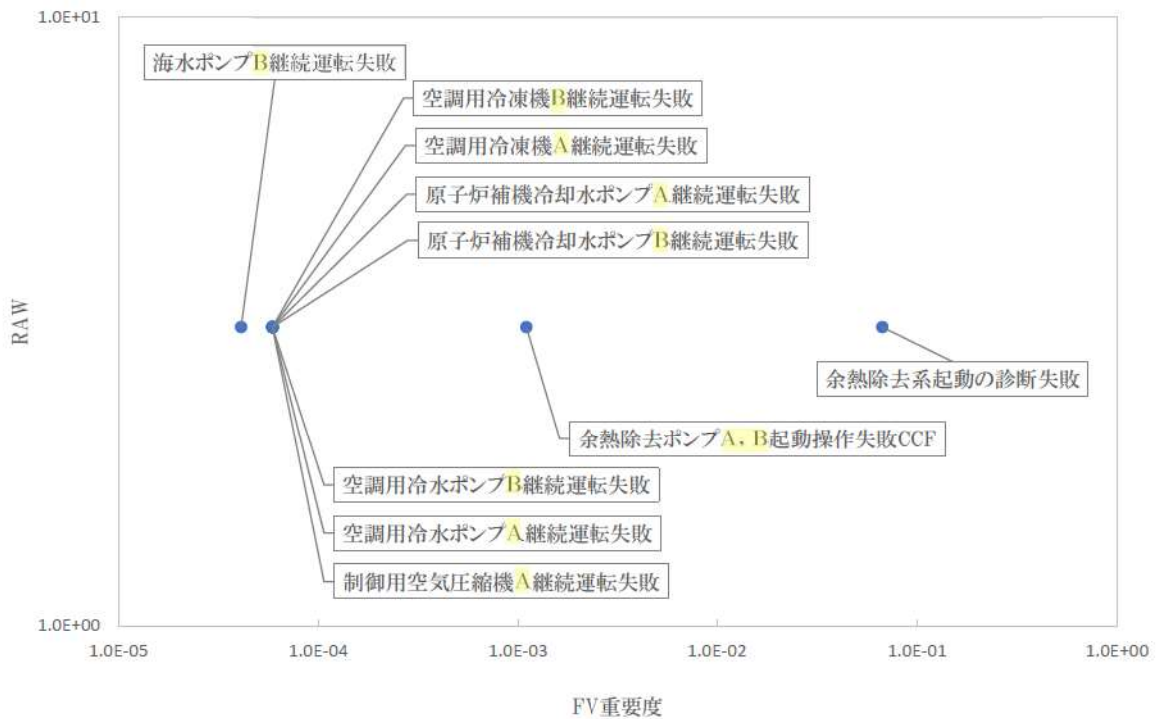 1.0E+01
海水ポンプB継続運転失敗
空調用冷凍機B継続運転失敗
空調用冷凍機A継続運転失敗
原子炉補機冷却水ポンプA継続運転失敗
原子炉補機冷却水ポンプB継続運転失敗
RAW
余熱除去系起動の診断失敗
余熱除去ポンプA，B起動操作失敗CCF
空調用冷水ポンプB継続運転失敗
空調用冷水ポンプA継続運転失敗
制御用空気圧縮機A継続運転失敗
1.0E+00
1.0E-05 1.0E-04 1.0E-03 1.0E-02 1.0E-01 1.0E+00
FV重要度